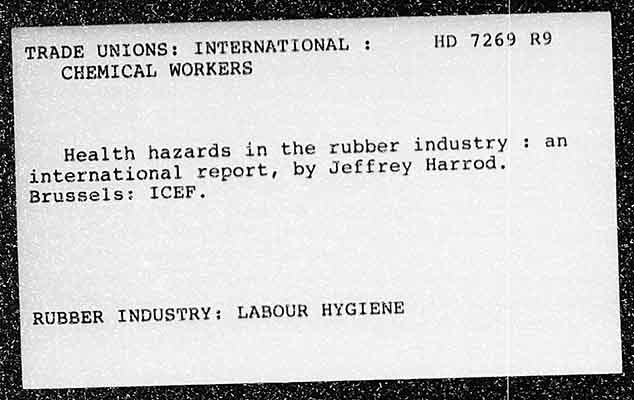 TRADE UNIONS: INTERNATIONAL : HD 7269 R9
CHEMICAL WORKERS
Health hazards in the rubber industry : an
international report, by Jeffrey Harrod.
Brussels: ICEF.
RUBBER INDUSTRY: LABOUR HYGIENE